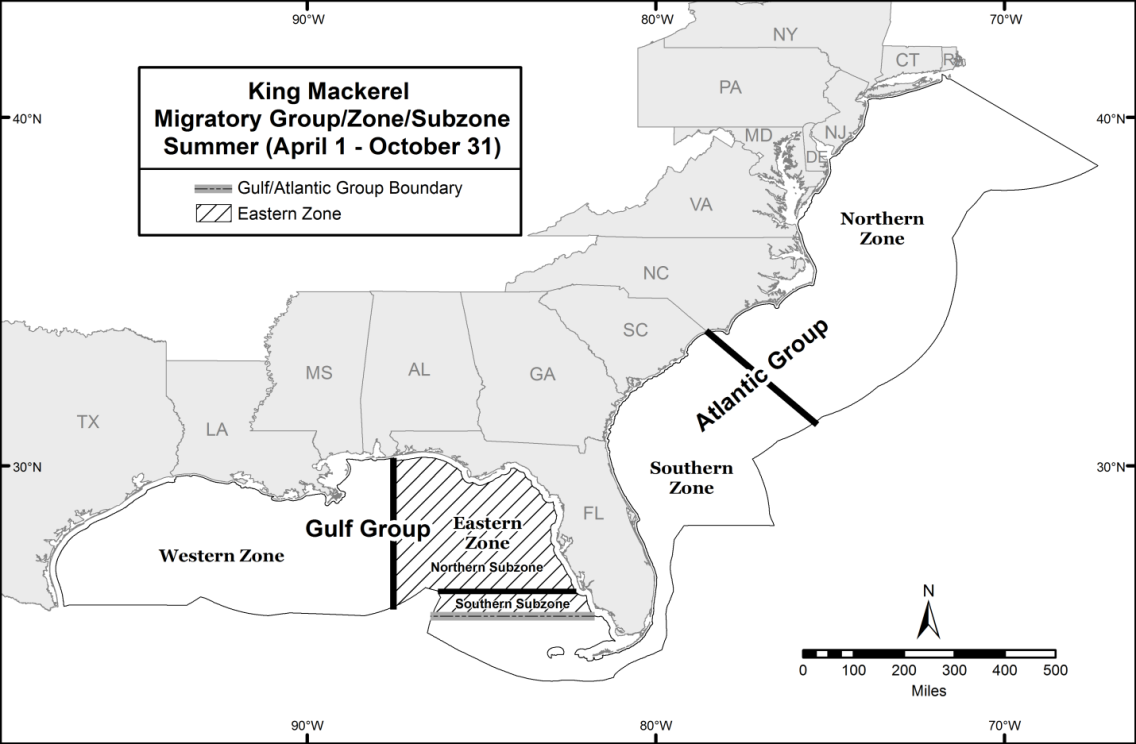 90°W
80°W
70°W
King Mackerel
Migratory Group/Zone/Subzone
Summer (April 1 - October 31)
Gulf/Atlantic Group Boundary
Eastern Zone
40°N
40°N
NY
CT
RI
PA
NJ
MD
DE
VA
Northern
Zone
NC
SC
Atlantic Group
MS
AL
GA
TX
LA
30°N
30°N
Southern
Zone
FL
Gulf Group
Eastern
Zone
Western Zone
Northern Subzone
Southern Subzone
N
0
100
200
300
400
500
Miles
90°W
80°W
70°W